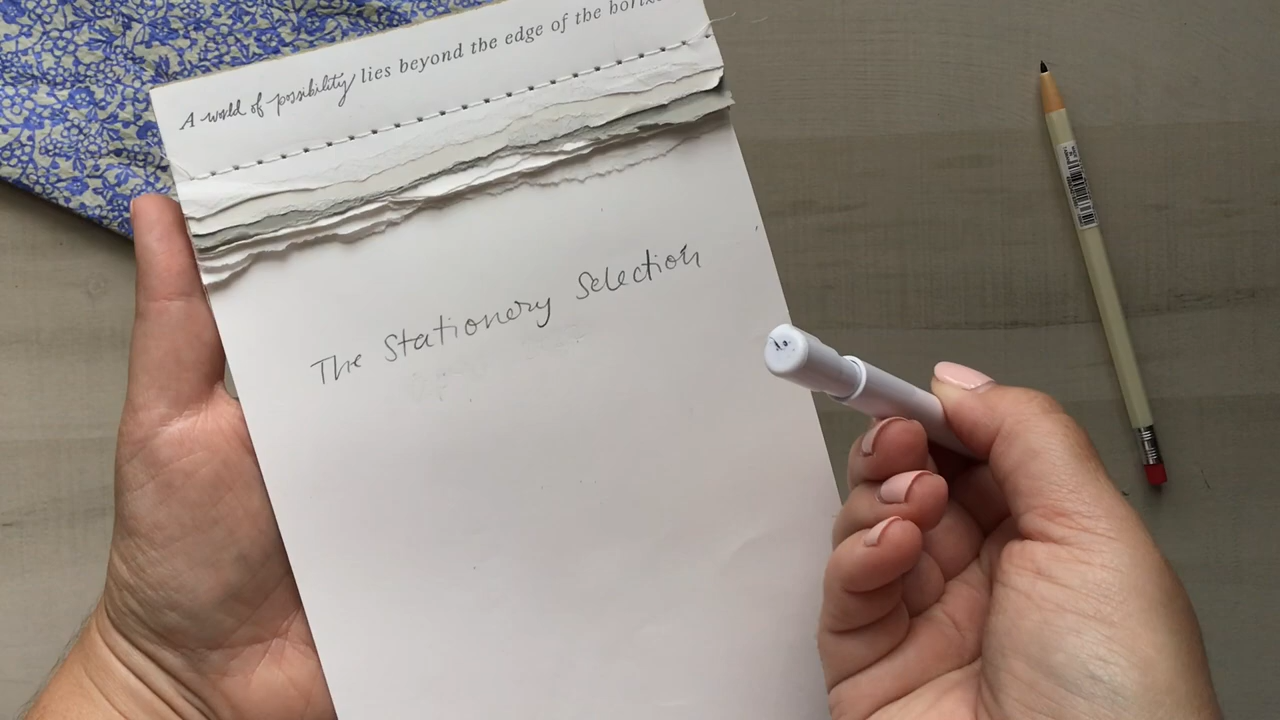 A world of possibility lies beyond the edge of the
The Stationery Selection